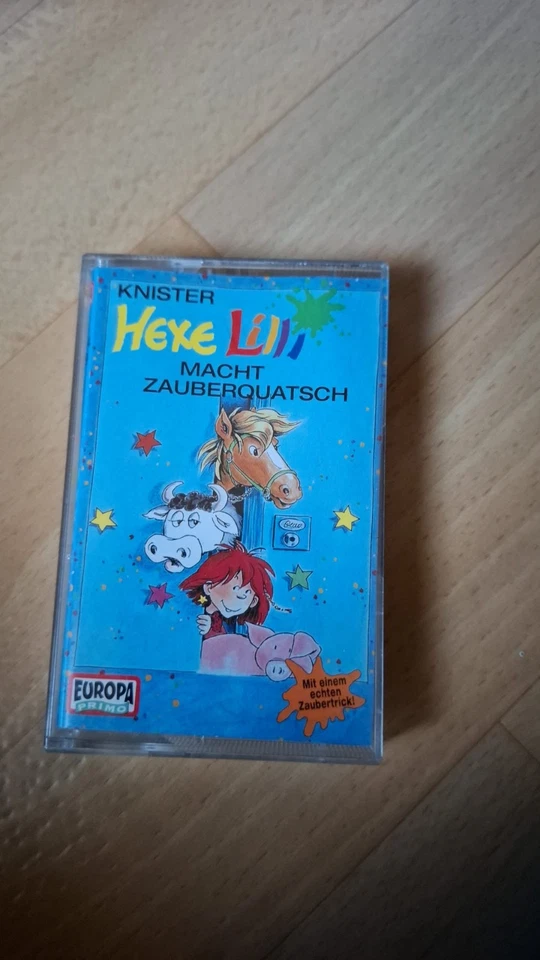 KNISTER
HEXE LiLLi
MACHT
ZAUBERQUATSCH
EUROPA
PRIMO
Mit einem
echten
Zaubertrick!